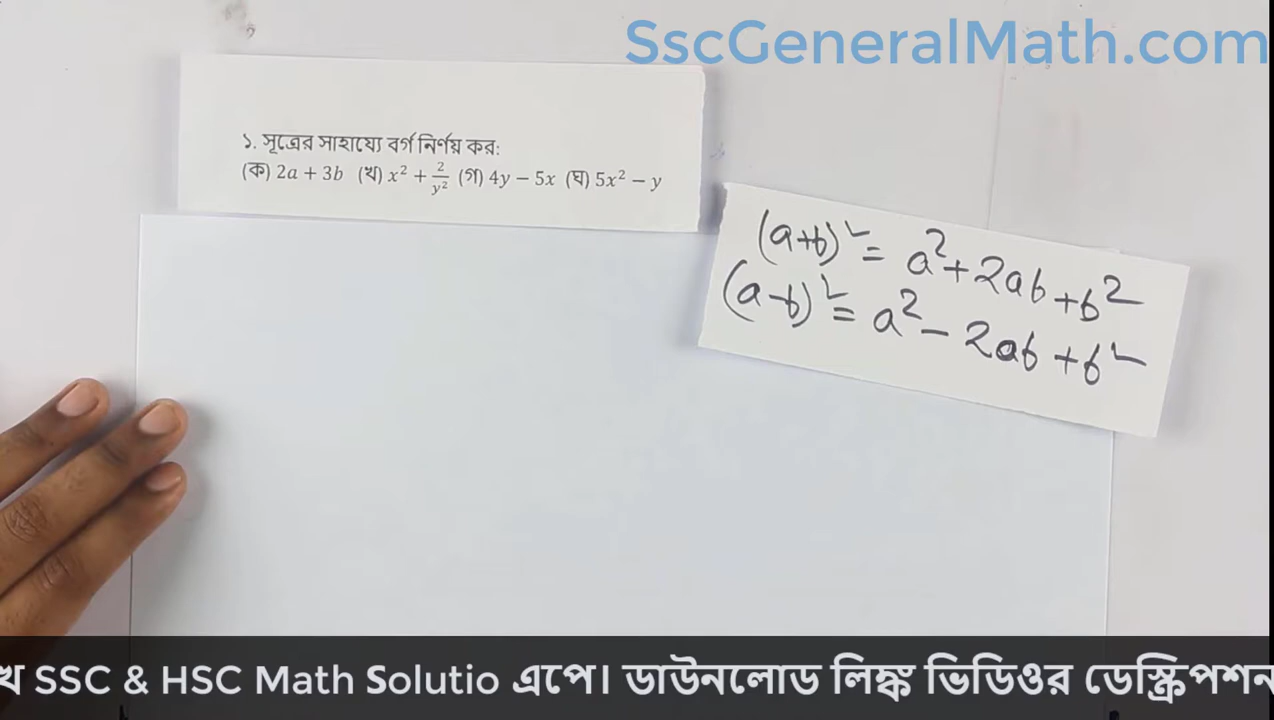 SscGeneralMath.com
১. সূত্রের সাহায্যে বর্গ নির্ণয় কর:
(ক) 2a + 3b (খ) x² + 2/y² (গ) 4y − 5x (ঘ) 5x² − y
(a+b)² = a² + 2ab + b²
(a-b)² = a² - 2ab + b²
খ SSC & HSC Math Solutio এপে। ডাউনলোড লিঙ্ক ভিডিওর ডেস্ক্রিপশন